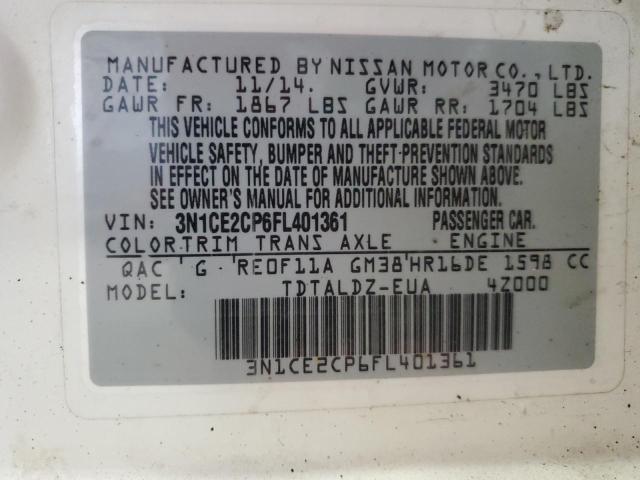 MANUFACTURED BY NISSAN MOTOR CO., LTD.
DATE: 11/14. GVWR: 3470 LBS
GAWR FR: 1867 LBS GAWR RR: 1704 LBS
THIS VEHICLE CONFORMS TO ALL APPLICABLE FEDERAL MOTOR
VEHICLE SAFETY, BUMPER AND THEFT-PREVENTION STANDARDS
IN EFFECT ON THE DATE OF MANUFACTURE SHOWN ABOVE.
SEE OWNER'S MANUAL FOR ADDITIONAL INFORMATION.
VIN: 3N1CE2CP6FL401361 PASSENGER CAR.
COLOR TRIM TRANS AXLE ENGINE
QAC ' G ' RE0F11A GM38 ' HR16DE 1598 CC
MODEL: TDTALDZ-EUA 4Z000
3N1CE2CP6FL401361